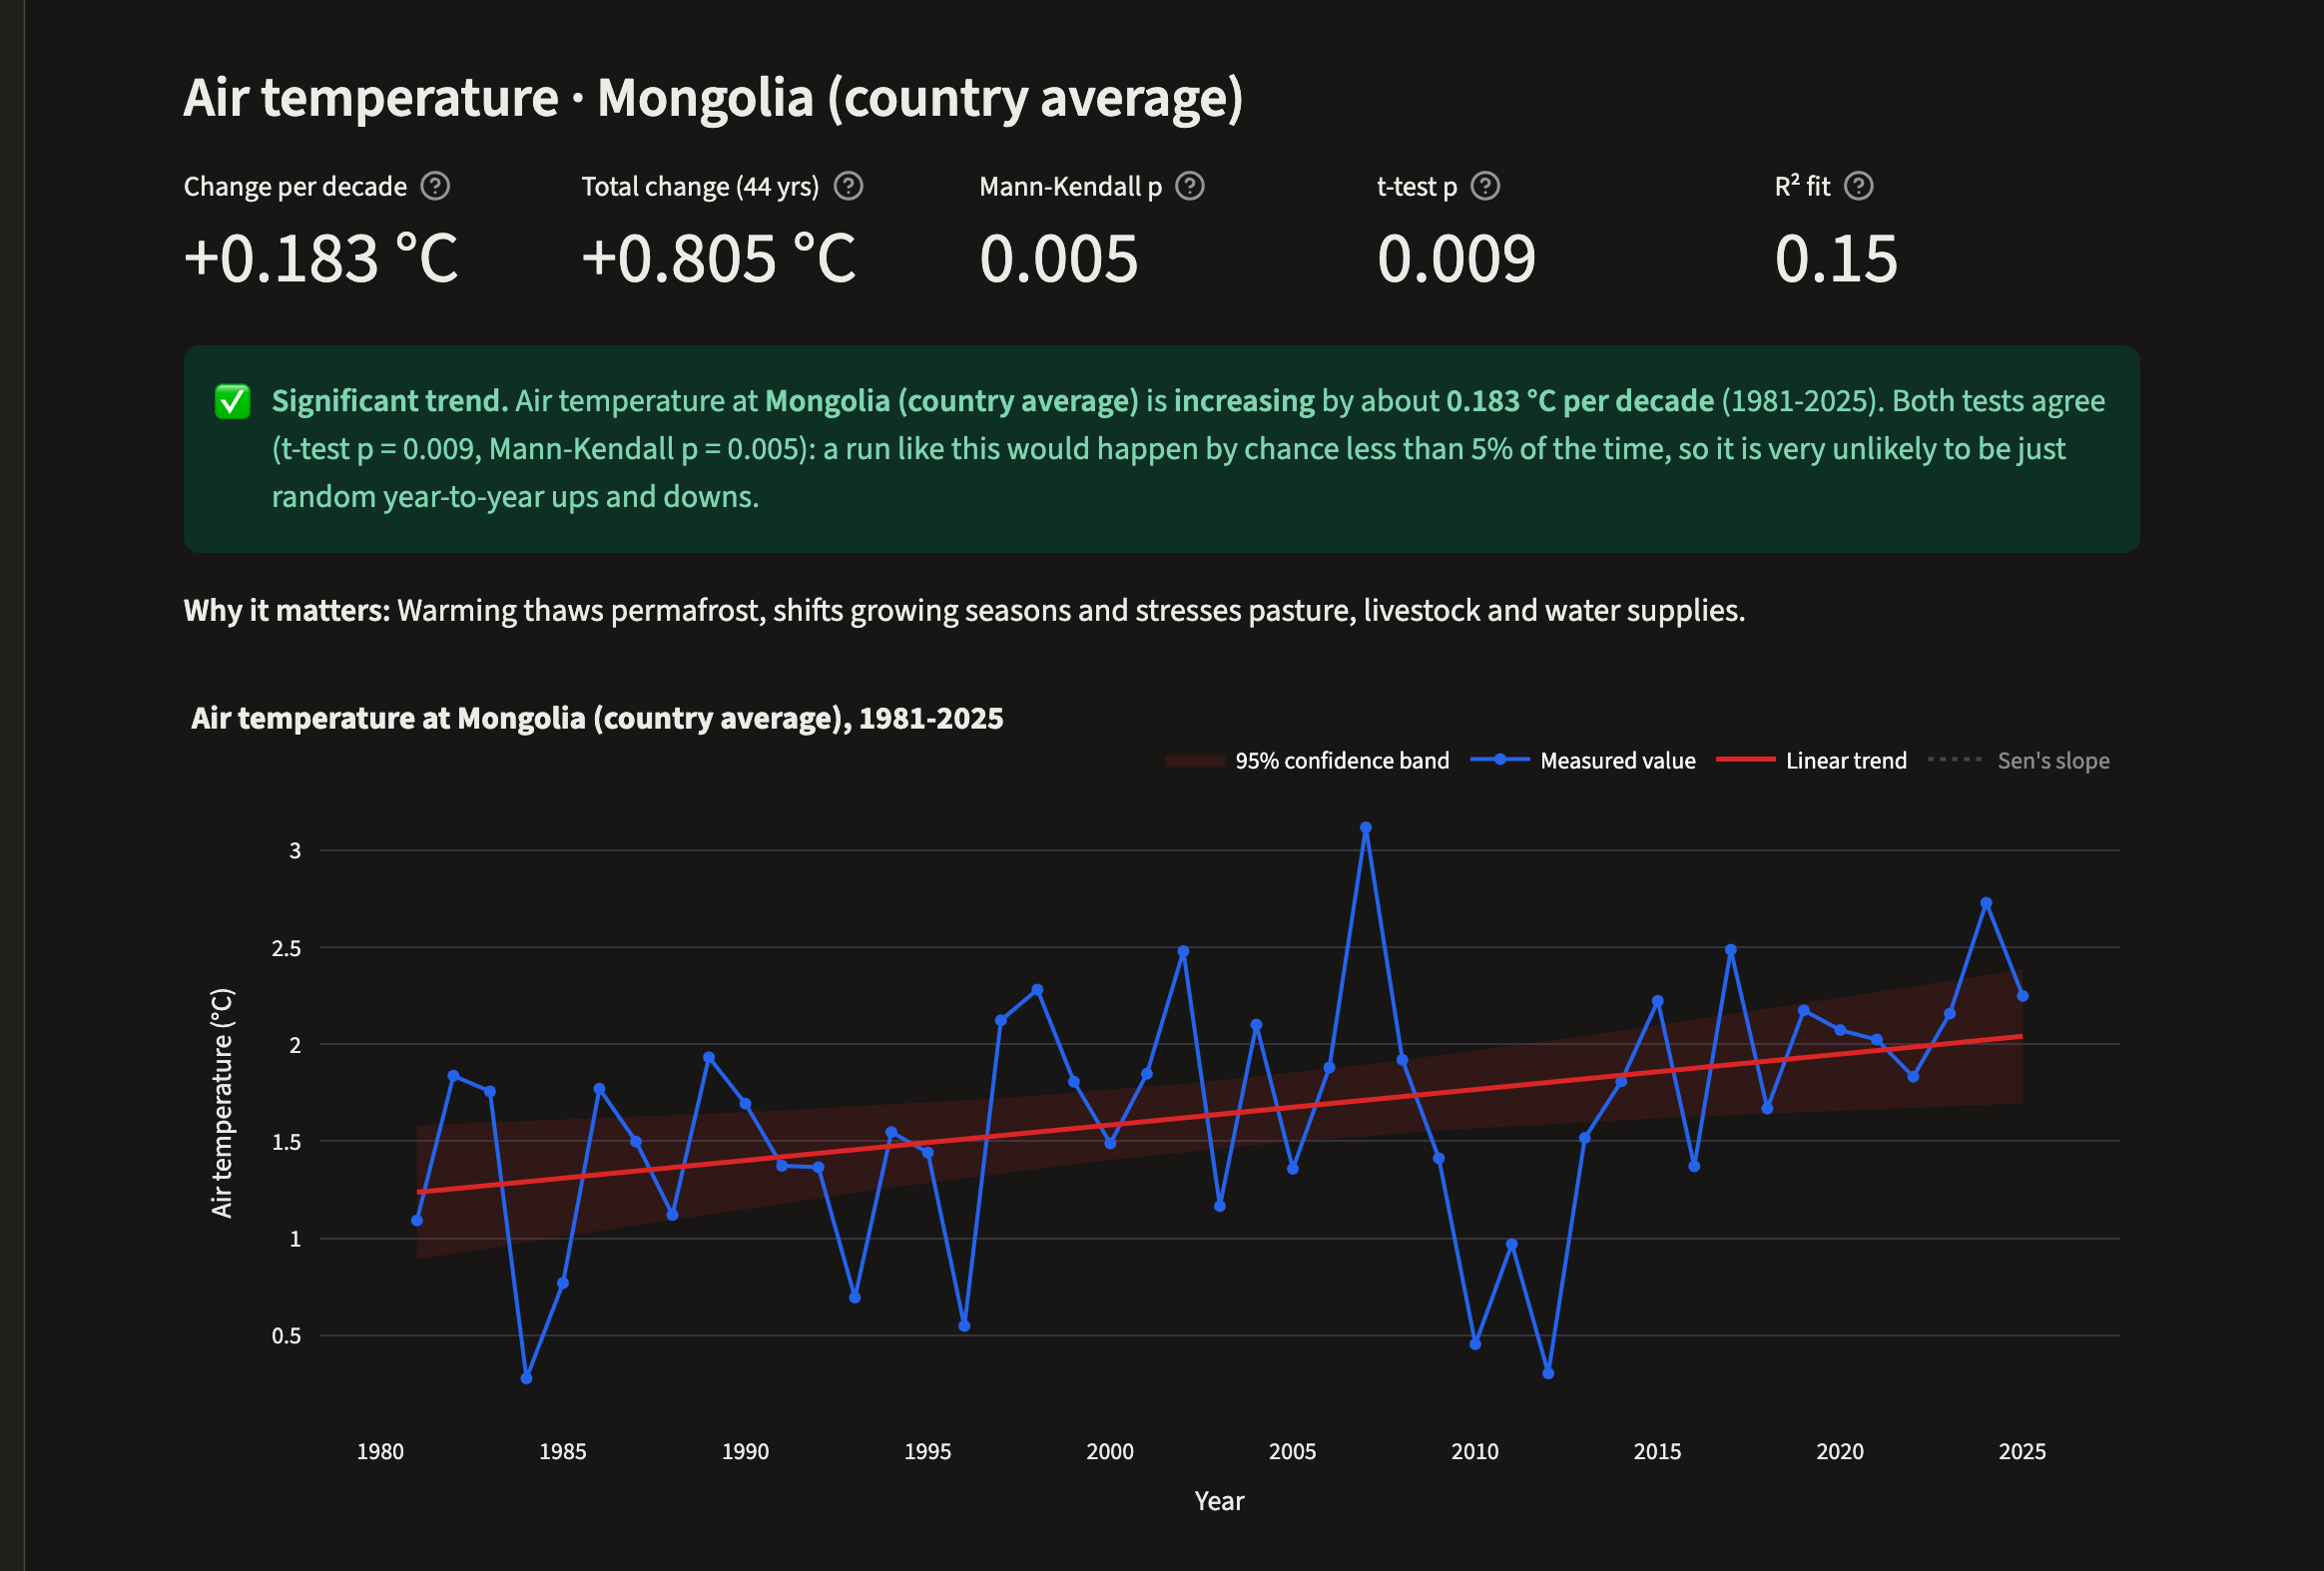 Air temperature · Mongolia (country average)
Change per decade ? Total change (44 yrs) ? Mann-Kendall p ? t-test p ? R² fit ?
+0.183 °C +0.805 °C 0.005 0.009 0.15
✅ Significant trend. Air temperature at Mongolia (country average) is increasing by about 0.183 °C per decade (1981-2025). Both tests agree
(t-test p = 0.009, Mann-Kendall p = 0.005): a run like this would happen by chance less than 5% of the time, so it is very unlikely to be just
random year-to-year ups and downs.
Why it matters: Warming thaws permafrost, shifts growing seasons and stresses pasture, livestock and water supplies.
Air temperature at Mongolia (country average), 1981-2025
95% confidence band Measured value Linear trend Sen's slope
3
2.5
2
1.5
1
0.5
Air temperature (°C)
1980 1985 1990 1995 2000 2005 2010 2015 2020 2025
Year